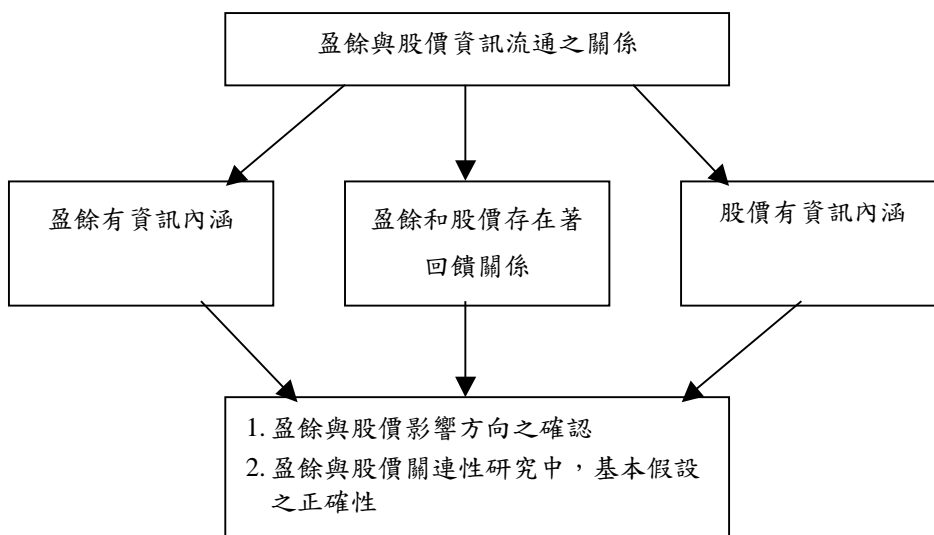 盈餘與股價資訊流通之關係
盈餘有資訊內涵
盈餘和股價存在著
回饋關係
股價有資訊內涵
1. 盈餘與股價影響方向之確認
2. 盈餘與股價關連性研究中，基本假設
之正確性